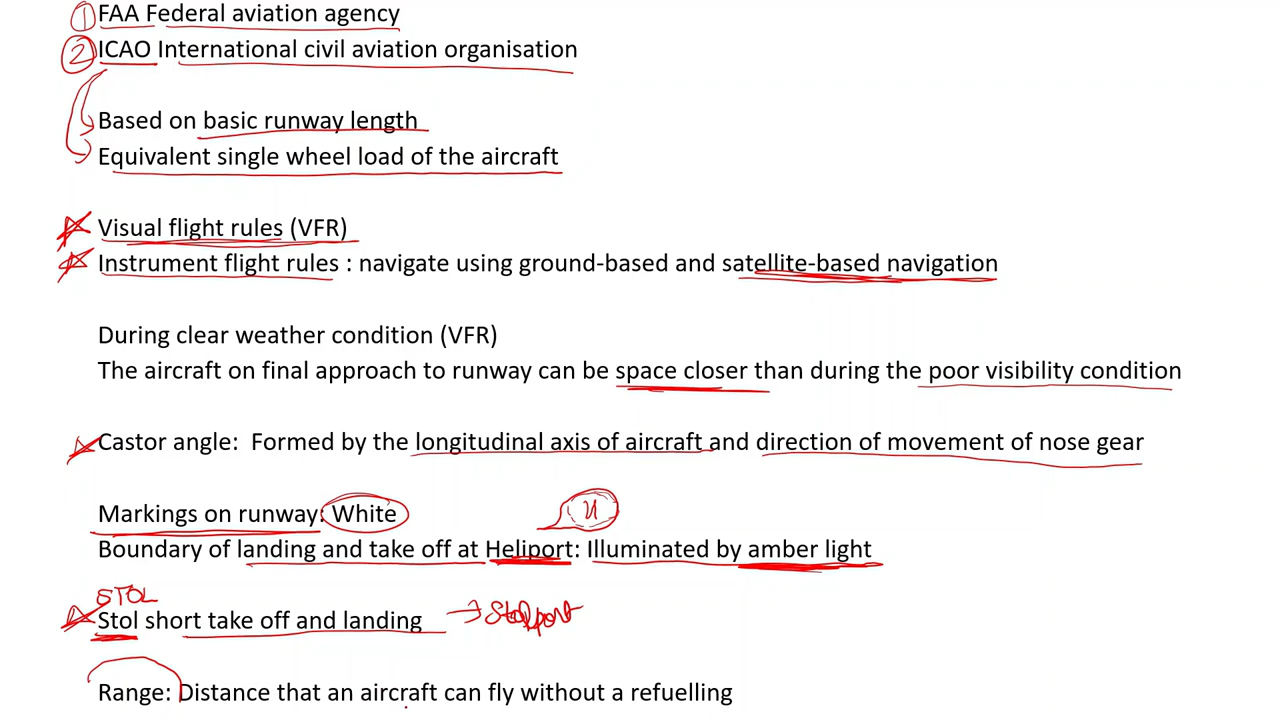 ① FAA Federal aviation agency
② ICAO International civil aviation organisation
Based on basic runway length
Equivalent single wheel load of the aircraft
Visual flight rules (VFR)
Instrument flight rules : navigate using ground-based and satellite-based navigation
During clear weather condition (VFR)
The aircraft on final approach to runway can be space closer than during the poor visibility condition
Castor angle: Formed by the longitudinal axis of aircraft and direction of movement of nose gear
Markings on runway: White
Boundary of landing and take off at Heliport: Illuminated by amber light
STOL
Stol short take off and landing → Stolport
Range: Distance that an aircraft can fly without a refuelling